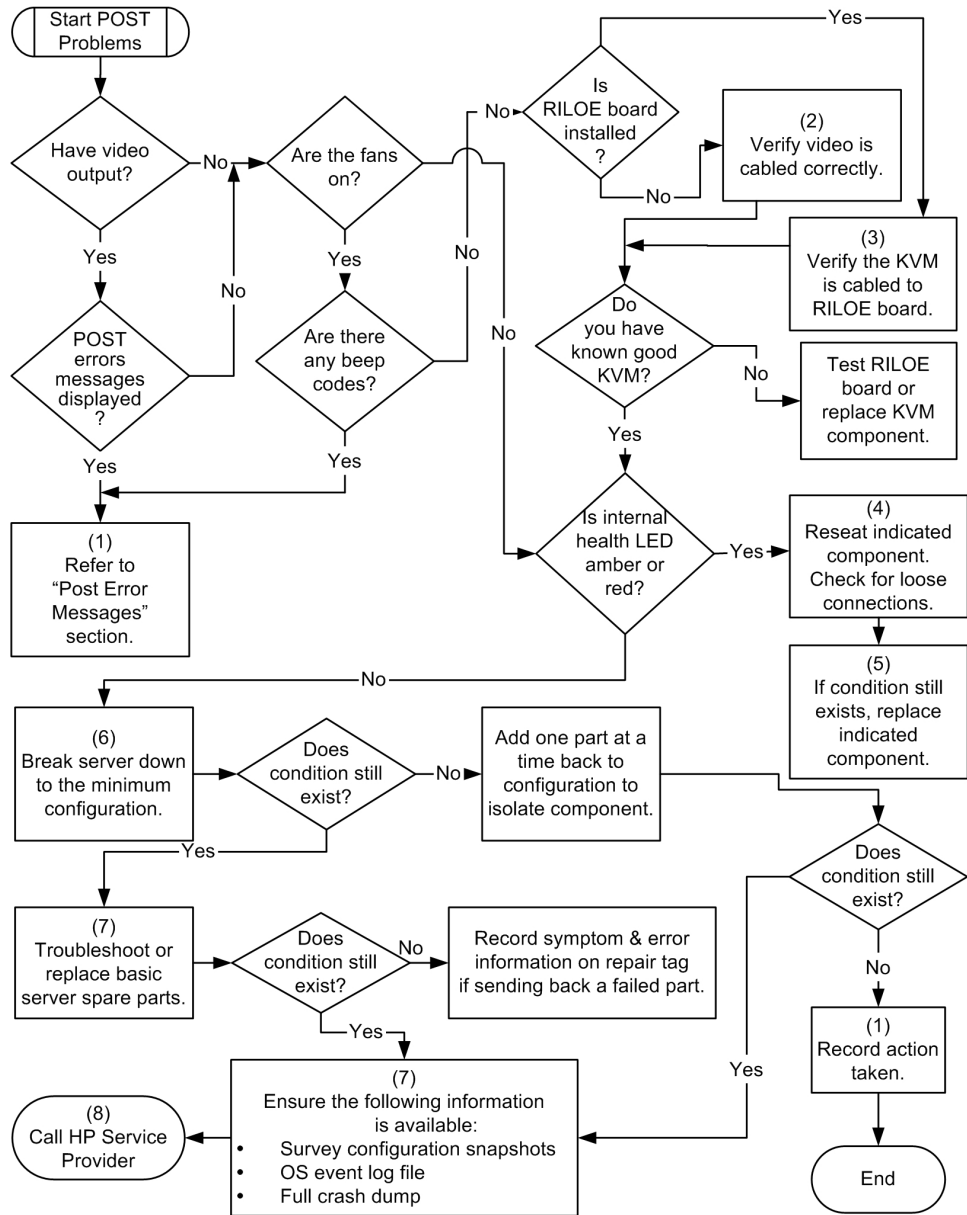 Start POST
Problems
Have video
output?
No
Yes
POST
errors
messages
displayed
?
No
Yes
(1)
Refer to
“Post Error
Messages”
section.
Are the fans
on?
No
Yes
Are there
any beep
codes?
No
Yes
No
Is
RILOE board
installed
?
Yes
No
(2)
Verify video is
cabled correctly.
(3)
Verify the KVM
is cabled to
RILOE board.
Do
you have
known good
KVM?
No
Test RILOE
board or
replace KVM
component.
Yes
Is internal
health LED
amber or
red?
Yes
(4)
Reseat indicated
component.
Check for loose
connections.
(5)
If condition still
exists, replace
indicated
component.
No
(6)
Break server down
to the minimum
configuration.
Does
condition still
exist?
No
Add one part at a
time back to
configuration to
isolate component.
Yes
Does
condition still
exist?
No
Yes
(1)
Record action
taken.
End
(7)
Troubleshoot or
replace basic
server spare parts.
Does
condition still
exist?
No
Record symptom & error
information on repair tag
if sending back a failed part.
Yes
(7)
Ensure the following information
is available:
• Survey configuration snapshots
• OS event log file
• Full crash dump
(8)
Call HP Service
Provider